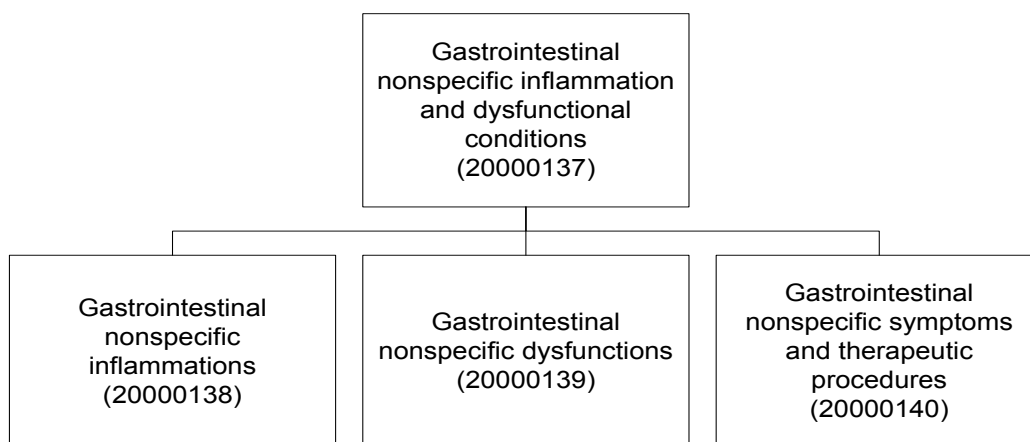 Gastrointestinal
nonspecific inflammation
and dysfunctional
conditions
(20000137)
Gastrointestinal
nonspecific
inflammations
(20000138)
Gastrointestinal
nonspecific dysfunctions
(20000139)
Gastrointestinal
nonspecific symptoms
and therapeutic
procedures
(20000140)